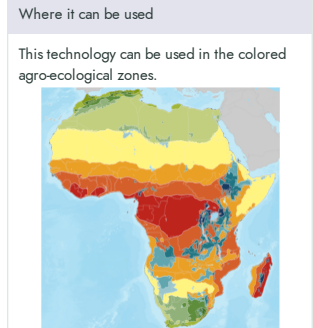 Where it can be used
This technology can be used in the colored
agro-ecological zones.